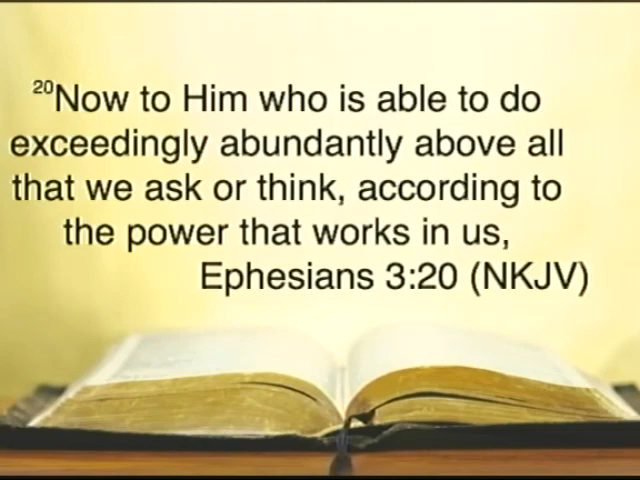 20Now to Him who is able to do
exceedingly abundantly above all
that we ask or think, according to
the power that works in us,
Ephesians 3:20 (NKJV)